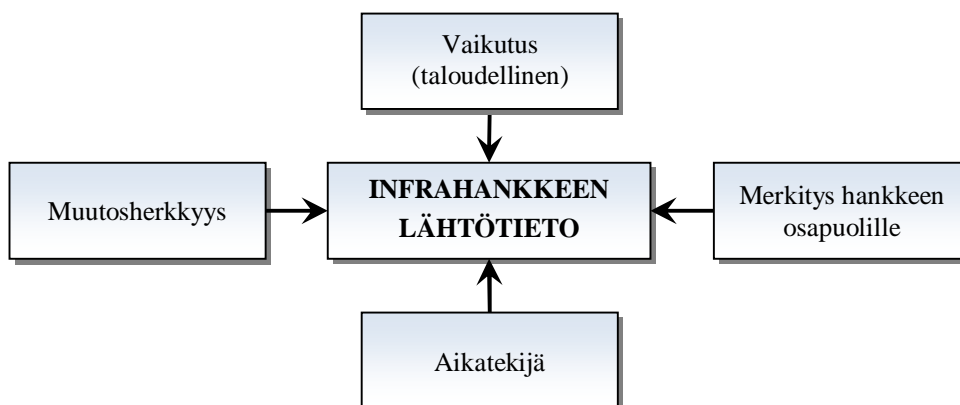 Vaikutus
(taloudellinen)
Muutosherkkyys
INFRAHANKKEEN
LÄHTÖTIETO
Merkitys hankkeen
osapuolille
Aikatekijä